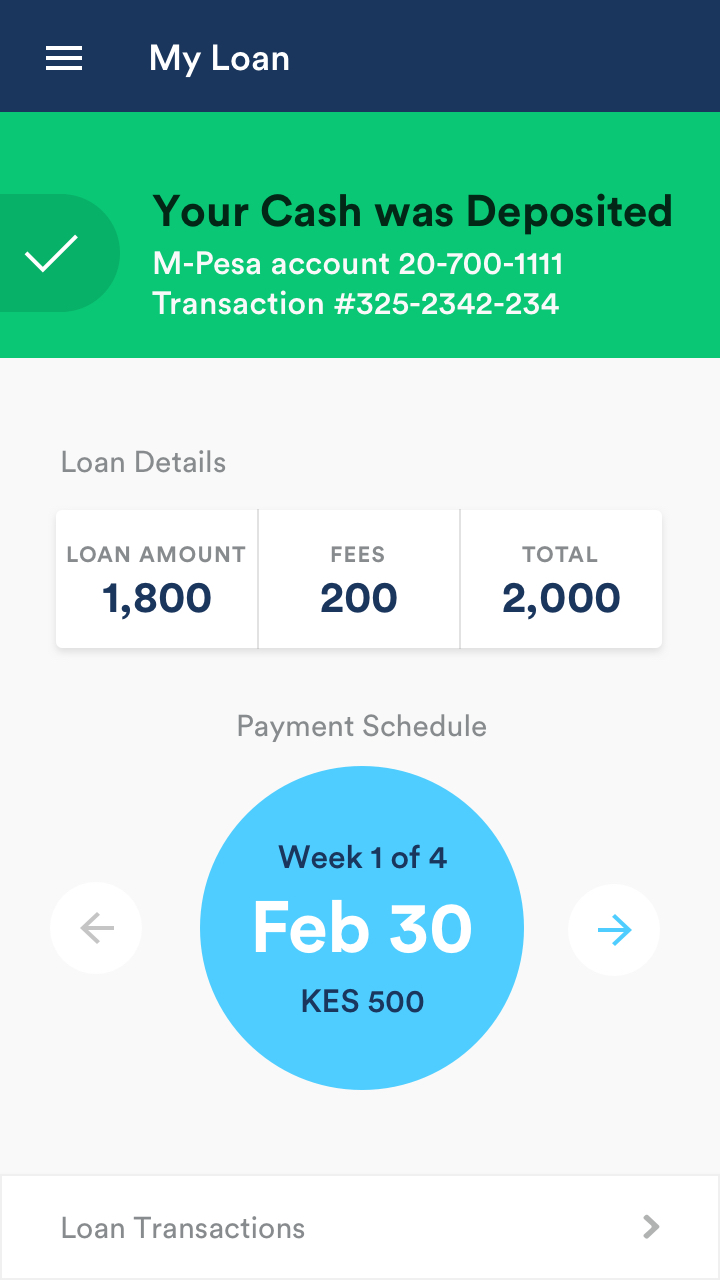 My Loan
Your Cash was Deposited
M-Pesa account 20-700-1111
Transaction #325-2342-234
Loan Details
LOAN AMOUNT FEES TOTAL
1,800 200 2,000
Payment Schedule
Week 1 of 4
Feb 30
KES 500
Loan Transactions